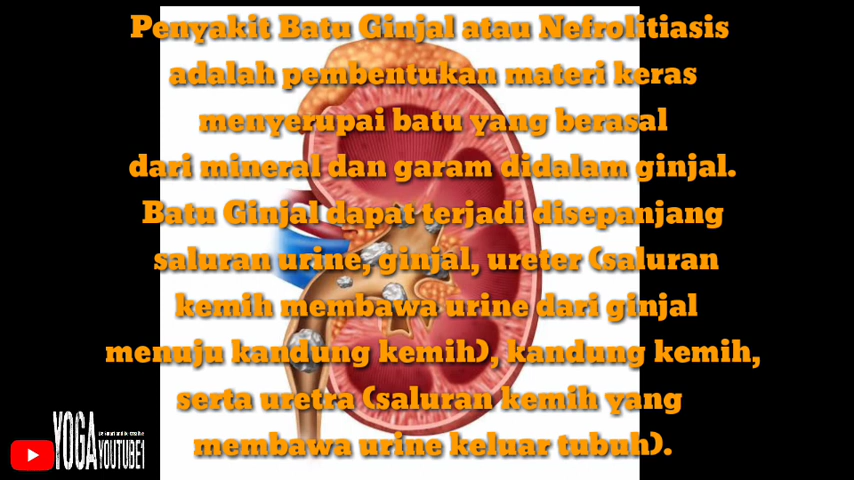 Penyakit Batu Ginjal atau Nefrolitiasis
adalah pembentukan materi keras
menyerupai batu yang berasal
dari mineral dan garam didalam ginjal.
Batu Ginjal dapat terjadi disepanjang
saluran urine, ginjal, ureter (saluran
kemih membawa urine dari ginjal
menuju kandung kemih), kandung kemih,
serta uretra (saluran kemih yang
membawa urine keluar tubuh).
YOGA
YOUTUBE1